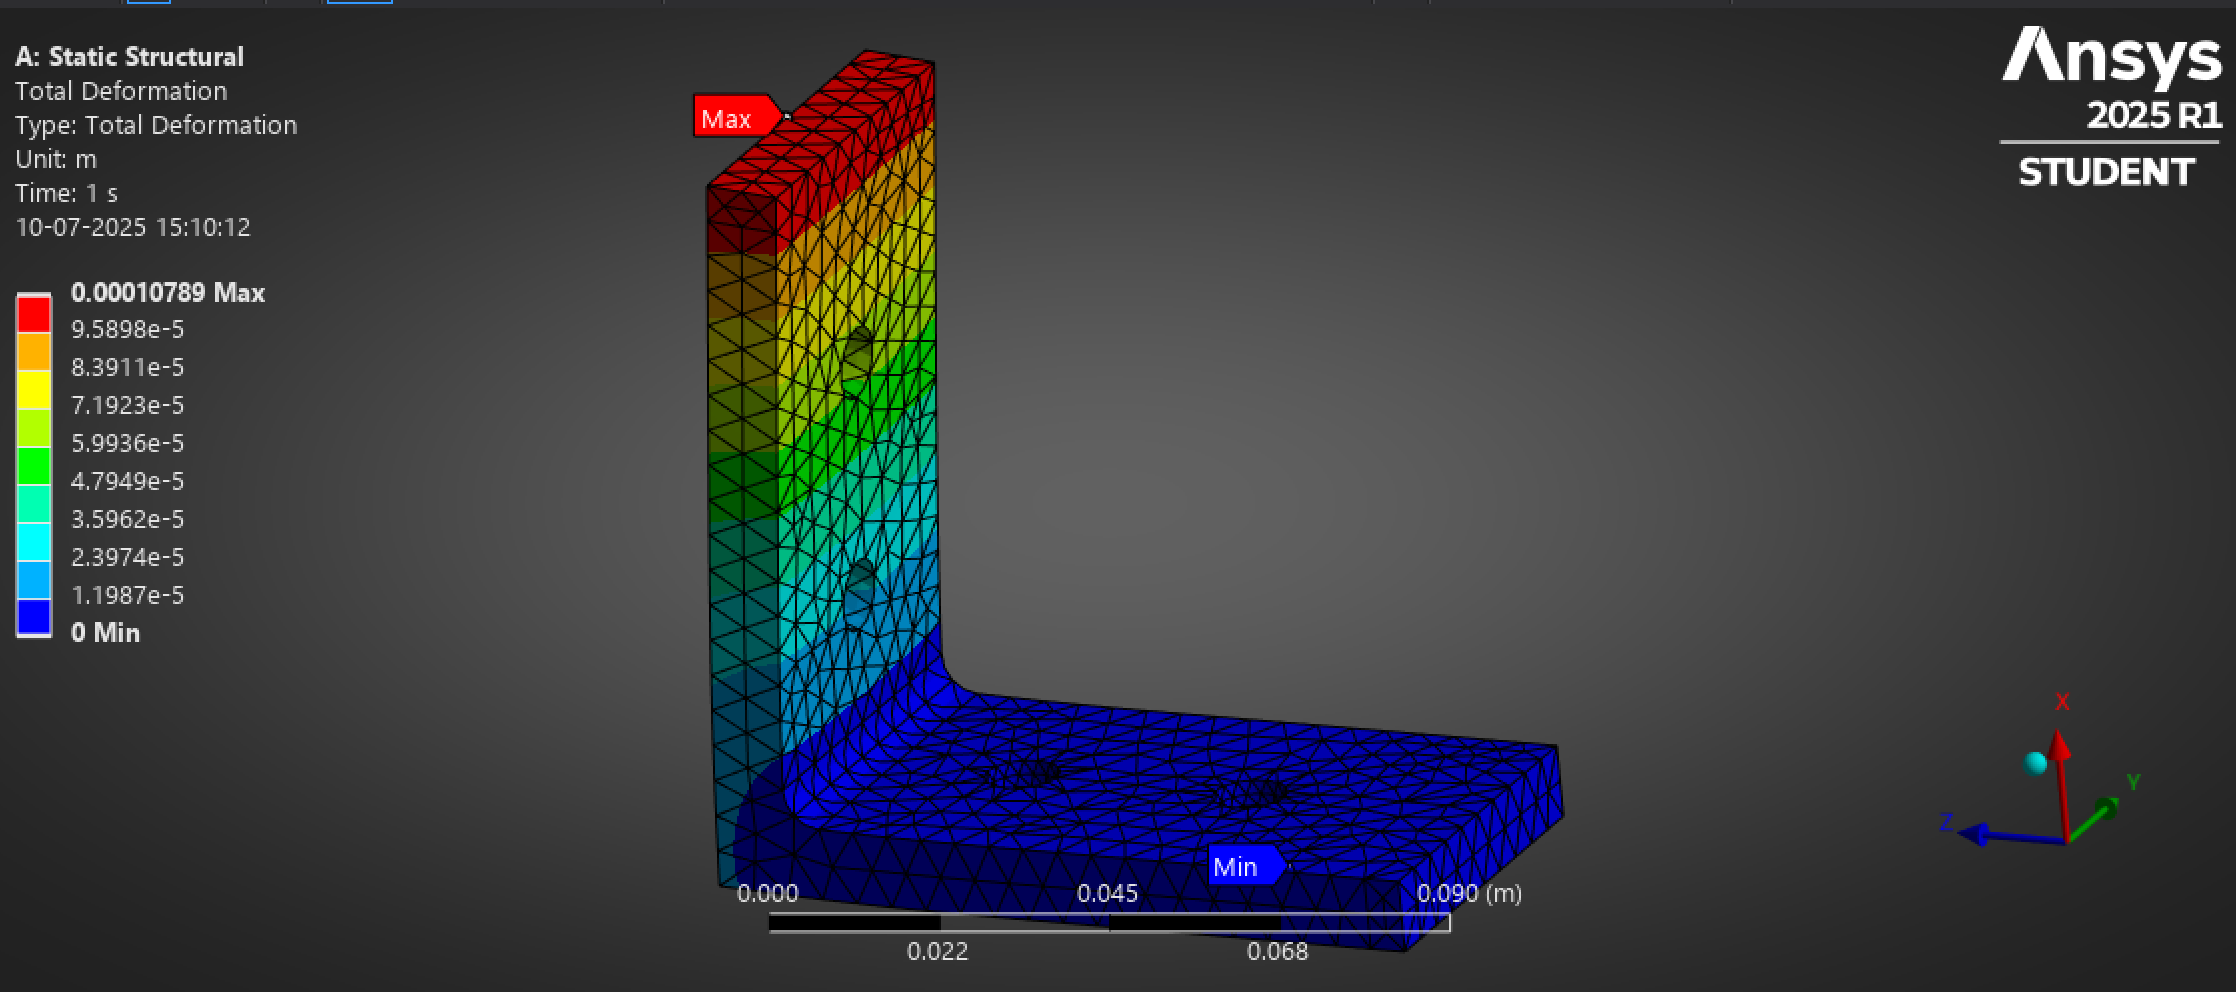 A: Static Structural
Total Deformation
Type: Total Deformation
Unit: m
Time: 1 s
10-07-2025 15:10:12
0.00010789 Max
9.5898e-5
8.3911e-5
7.1923e-5
5.9936e-5
4.7949e-5
3.5962e-5
2.3974e-5
1.1987e-5
0 Min
Max
Min
0.000 0.045 0.090 (m)
0.022 0.068
Ansys
2025 R1
STUDENT
X
Y
Z